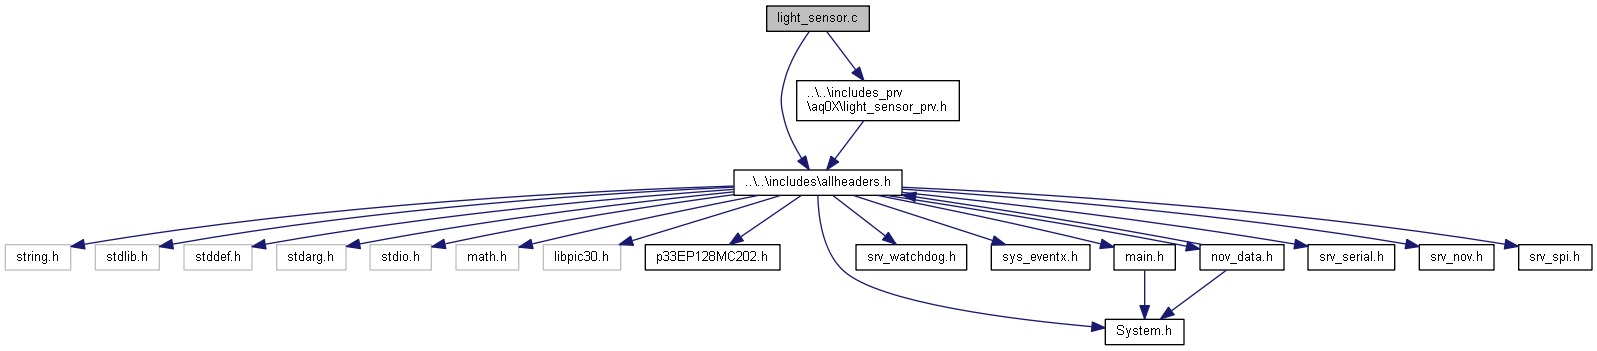 light_sensor.c
..\..\includes_prv
\aq0X\light_sensor_prv.h
..\..\includes\allheaders.h
string.h
stdlib.h
stddef.h
stdarg.h
stdio.h
math.h
libpic30.h
p33EP128MC202.h
srv_watchdog.h
sys_eventx.h
main.h
nov_data.h
srv_serial.h
srv_nov.h
srv_spi.h
System.h